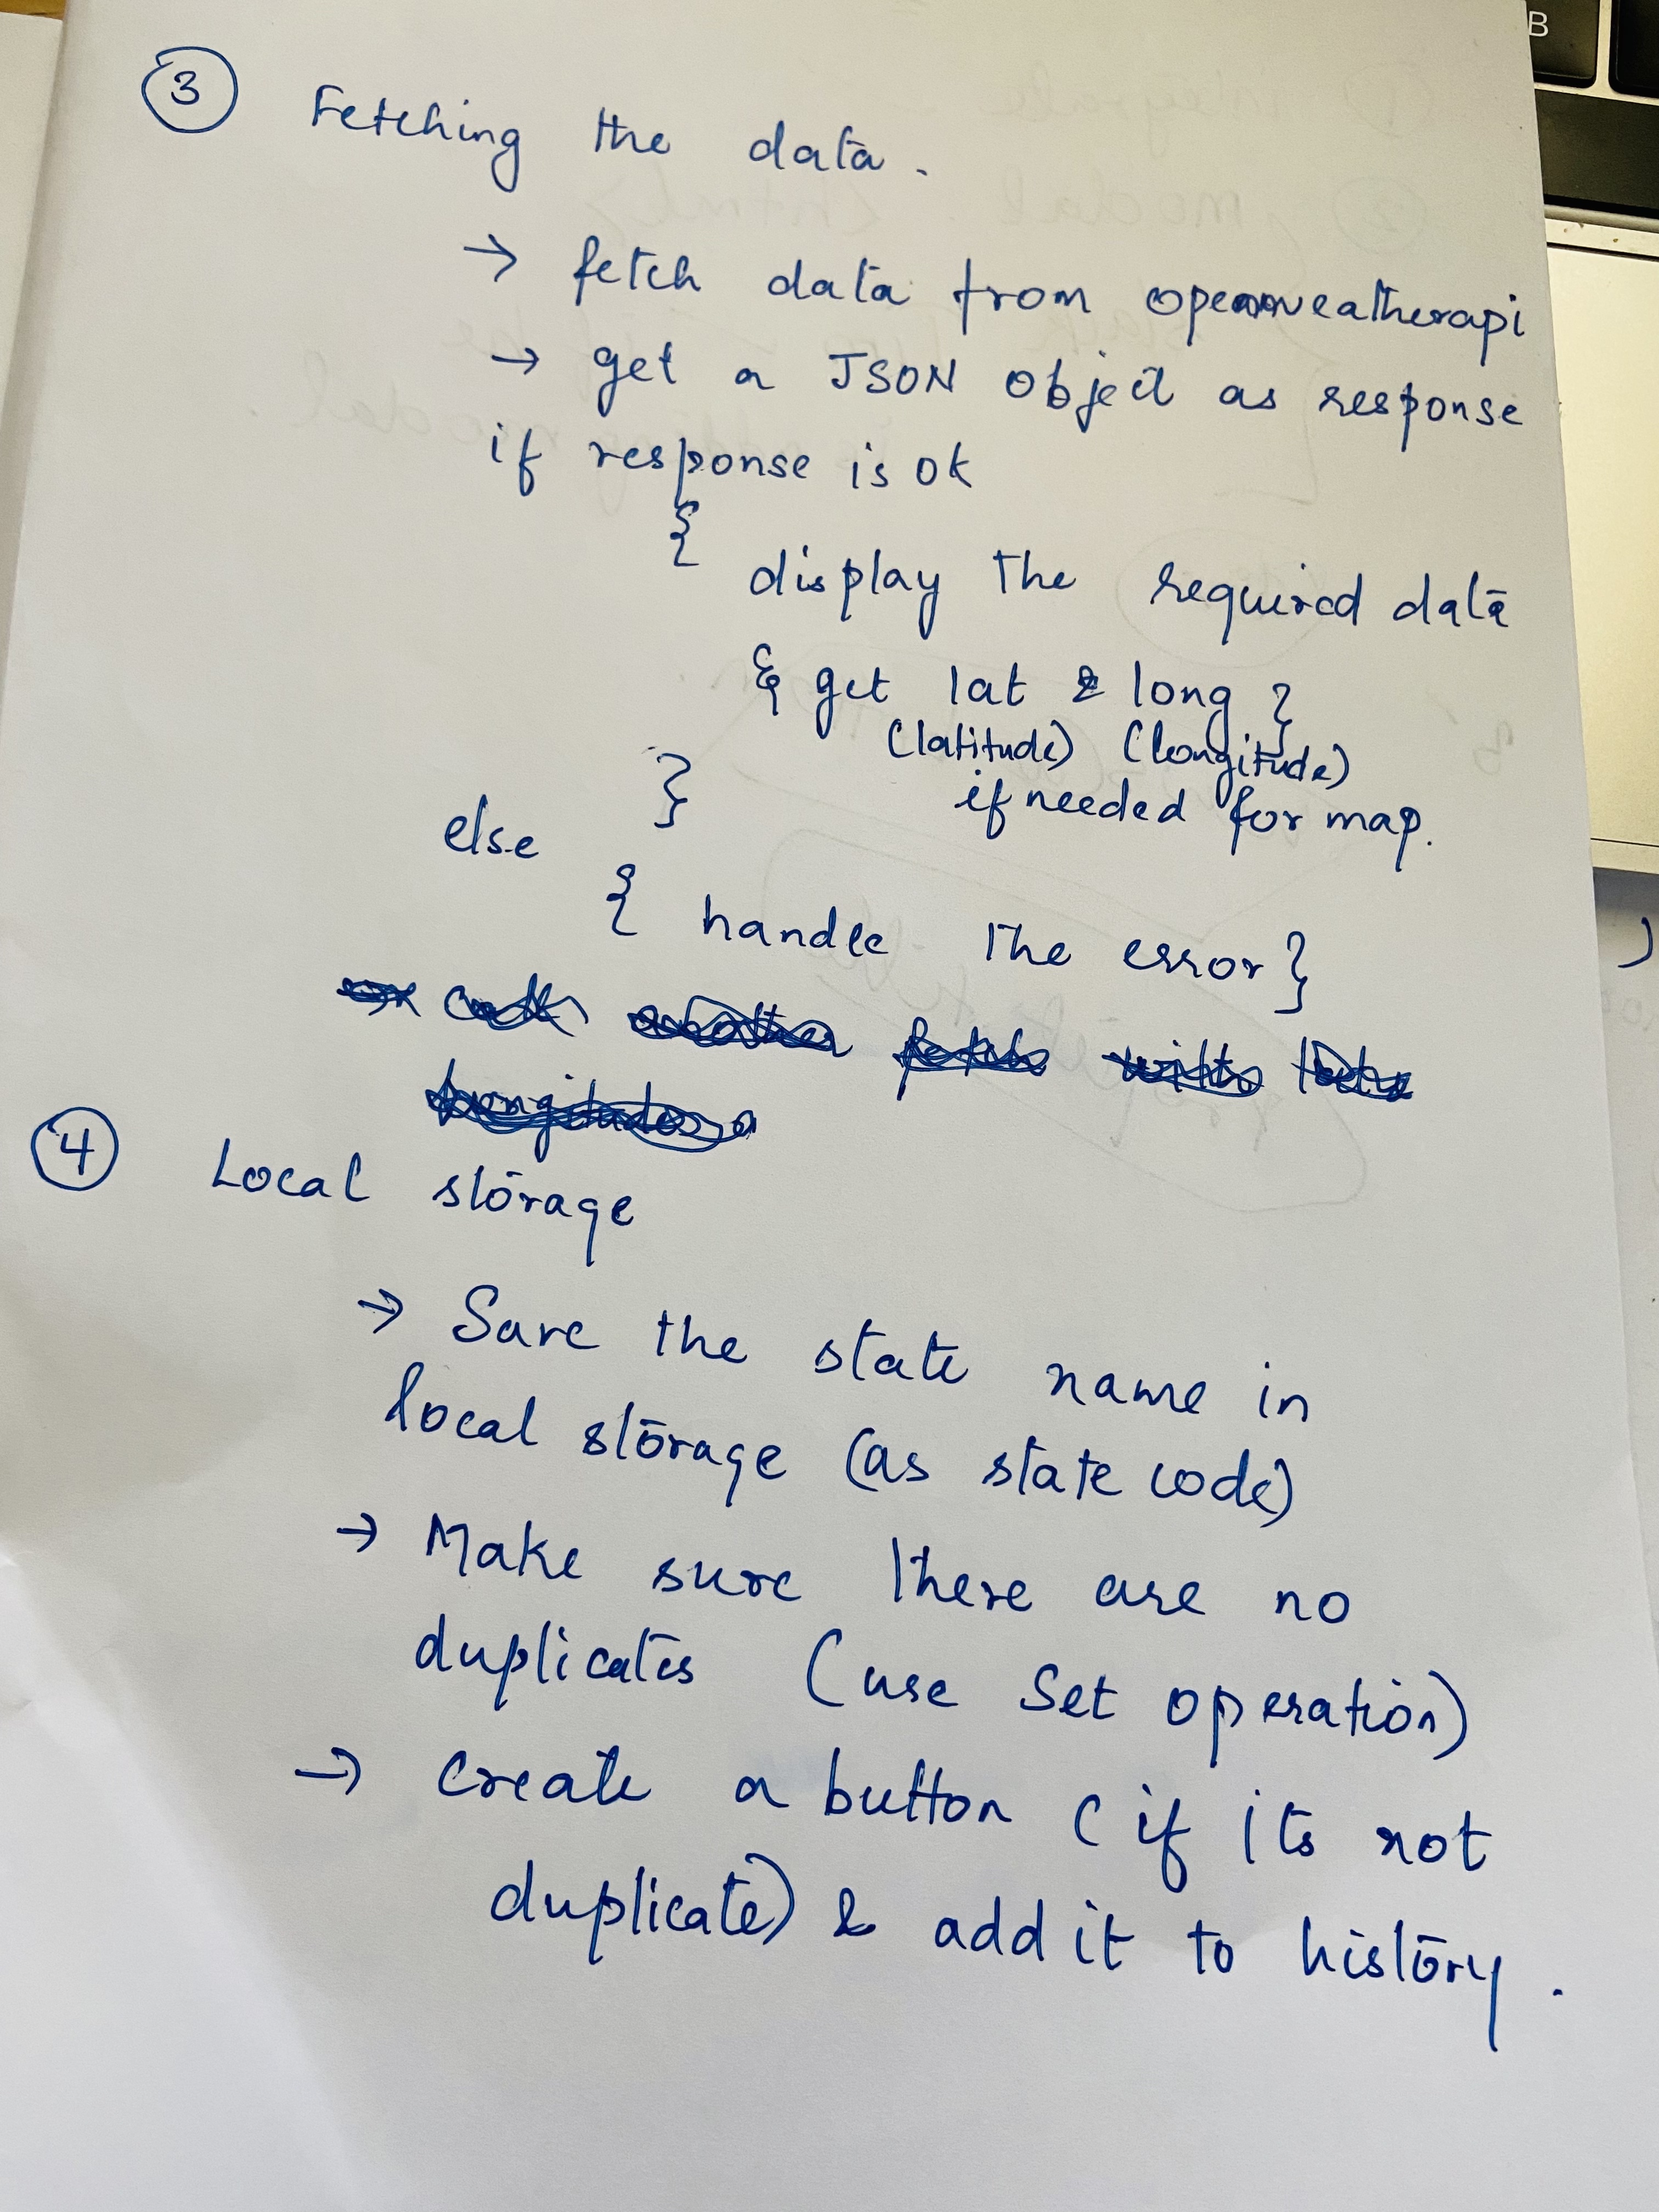 ③ Fetching the data.
→ fetch data from openweatherapi
→ get a JSON object as response
if response is ok
{
display the required data
& get lat & long }
(latitude) (longitude)
if needed for map.
}
else
{ handle the error }
④ Local storage
→ Save the state name in
local storage (as state code)
→ Make sure there are no
duplicates (use Set operation)
→ create a button (if its not
duplicate) & add it to history.
B